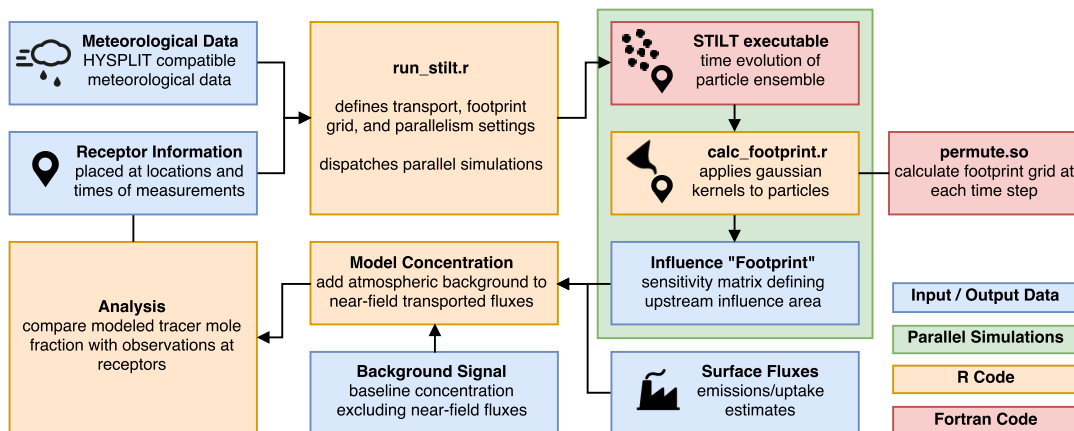 Meteorological Data
HYSPLIT compatible
meteorological data
Receptor Information
placed at locations and
times of measurements
run_stilt.r
defines transport, footprint
grid, and parallelism settings
dispatches parallel simulations
STILT executable
time evolution of
particle ensemble
calc_footprint.r
applies gaussian
kernels to particles
permute.so
calculate footprint grid at
each time step
Influence "Footprint"
sensitivity matrix defining
upstream influence area
Model Concentration
add atmospheric background to
near-field transported fluxes
Analysis
compare modeled tracer mole
fraction with observations at
receptors
Background Signal
baseline concentration
excluding near-field fluxes
Surface Fluxes
emissions/uptake
estimates
Input / Output Data
Parallel Simulations
R Code
Fortran Code